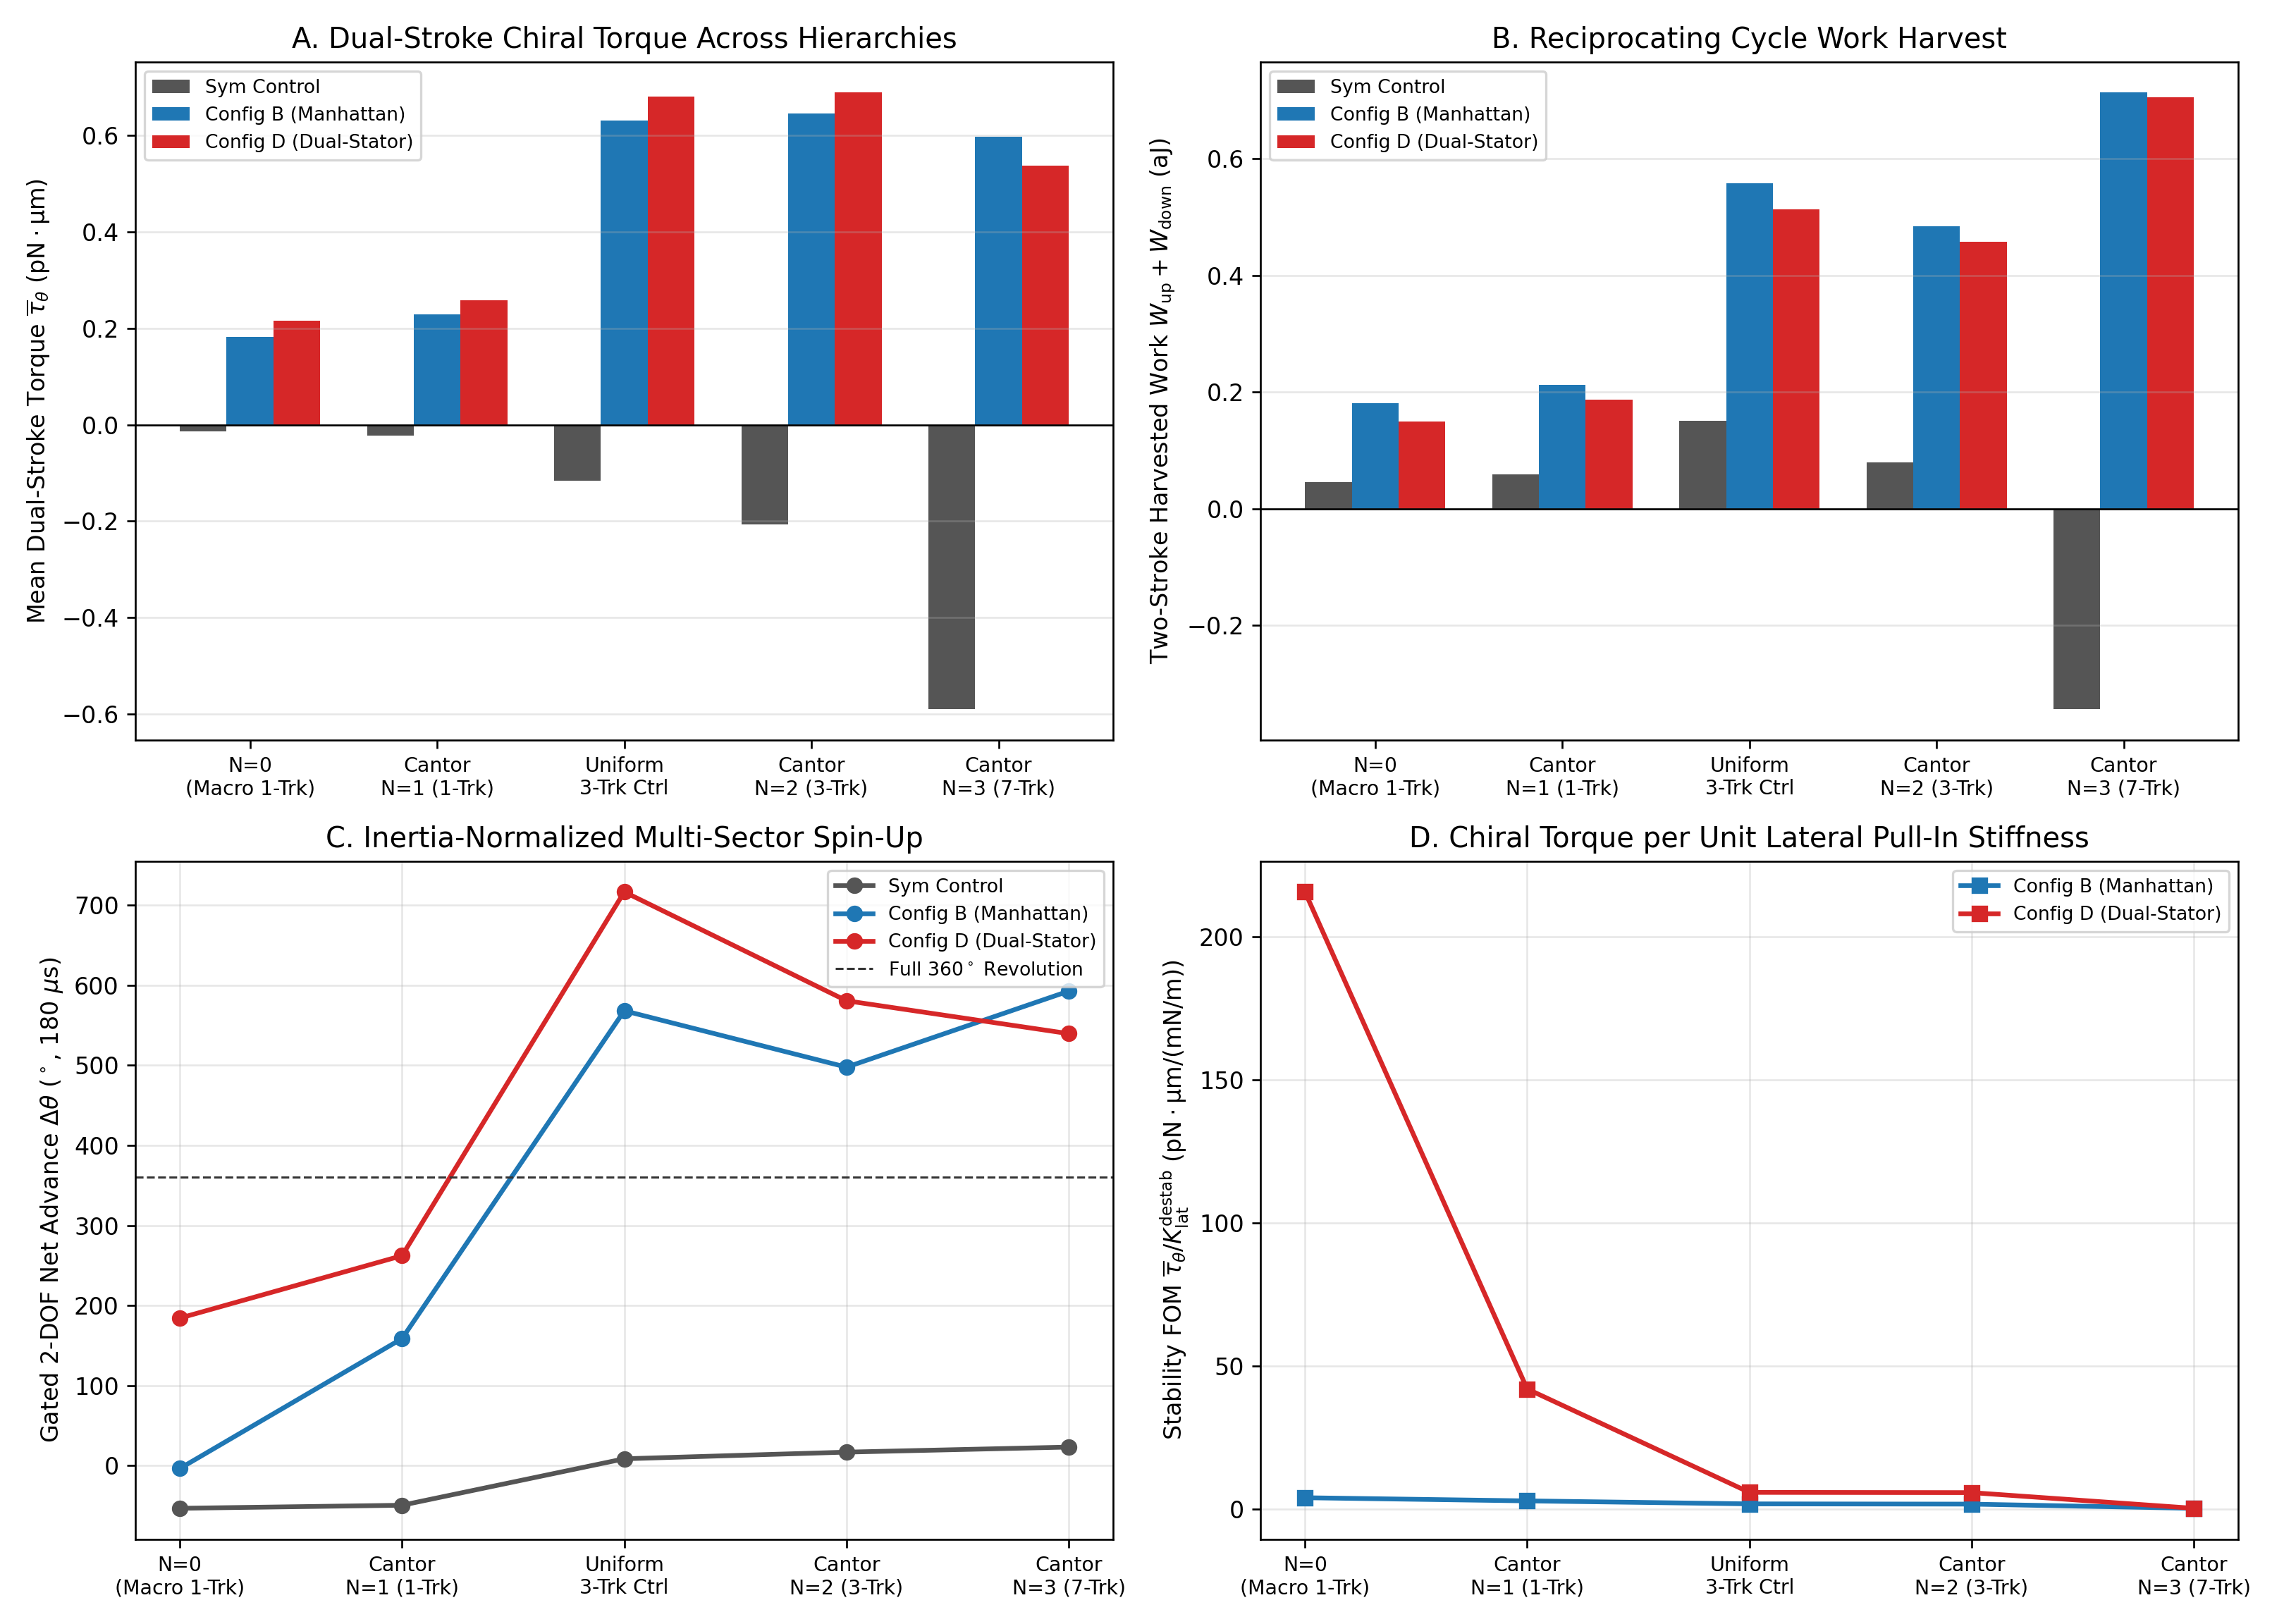 A. Dual-Stroke Chiral Torque Across Hierarchies
Mean Dual-Stroke Torque τ̅θ (pN · μm)
0.6
0.4
0.2
0.0
−0.2
−0.4
−0.6
Sym Control
Config B (Manhattan)
Config D (Dual-Stator)
N=0
(Macro 1-Trk)
Cantor
N=1 (1-Trk)
Uniform
3-Trk Ctrl
Cantor
N=2 (3-Trk)
Cantor
N=3 (7-Trk)
B. Reciprocating Cycle Work Harvest
Two-Stroke Harvested Work Wup + Wdown (aJ)
0.6
0.4
0.2
0.0
−0.2
Sym Control
Config B (Manhattan)
Config D (Dual-Stator)
N=0
(Macro 1-Trk)
Cantor
N=1 (1-Trk)
Uniform
3-Trk Ctrl
Cantor
N=2 (3-Trk)
Cantor
N=3 (7-Trk)
C. Inertia-Normalized Multi-Sector Spin-Up
Gated 2-DOF Net Advance Δθ (°, 180 μs)
700
600
500
400
300
200
100
0
Sym Control
Config B (Manhattan)
Config D (Dual-Stator)
Full 360° Revolution
N=0
(Macro 1-Trk)
Cantor
N=1 (1-Trk)
Uniform
3-Trk Ctrl
Cantor
N=2 (3-Trk)
Cantor
N=3 (7-Trk)
D. Chiral Torque per Unit Lateral Pull-In Stiffness
Stability FOM τ̅θ/Klatdestab (pN · μm/(mN/m))
200
150
100
50
0
Config B (Manhattan)
Config D (Dual-Stator)
N=0
(Macro 1-Trk)
Cantor
N=1 (1-Trk)
Uniform
3-Trk Ctrl
Cantor
N=2 (3-Trk)
Cantor
N=3 (7-Trk)